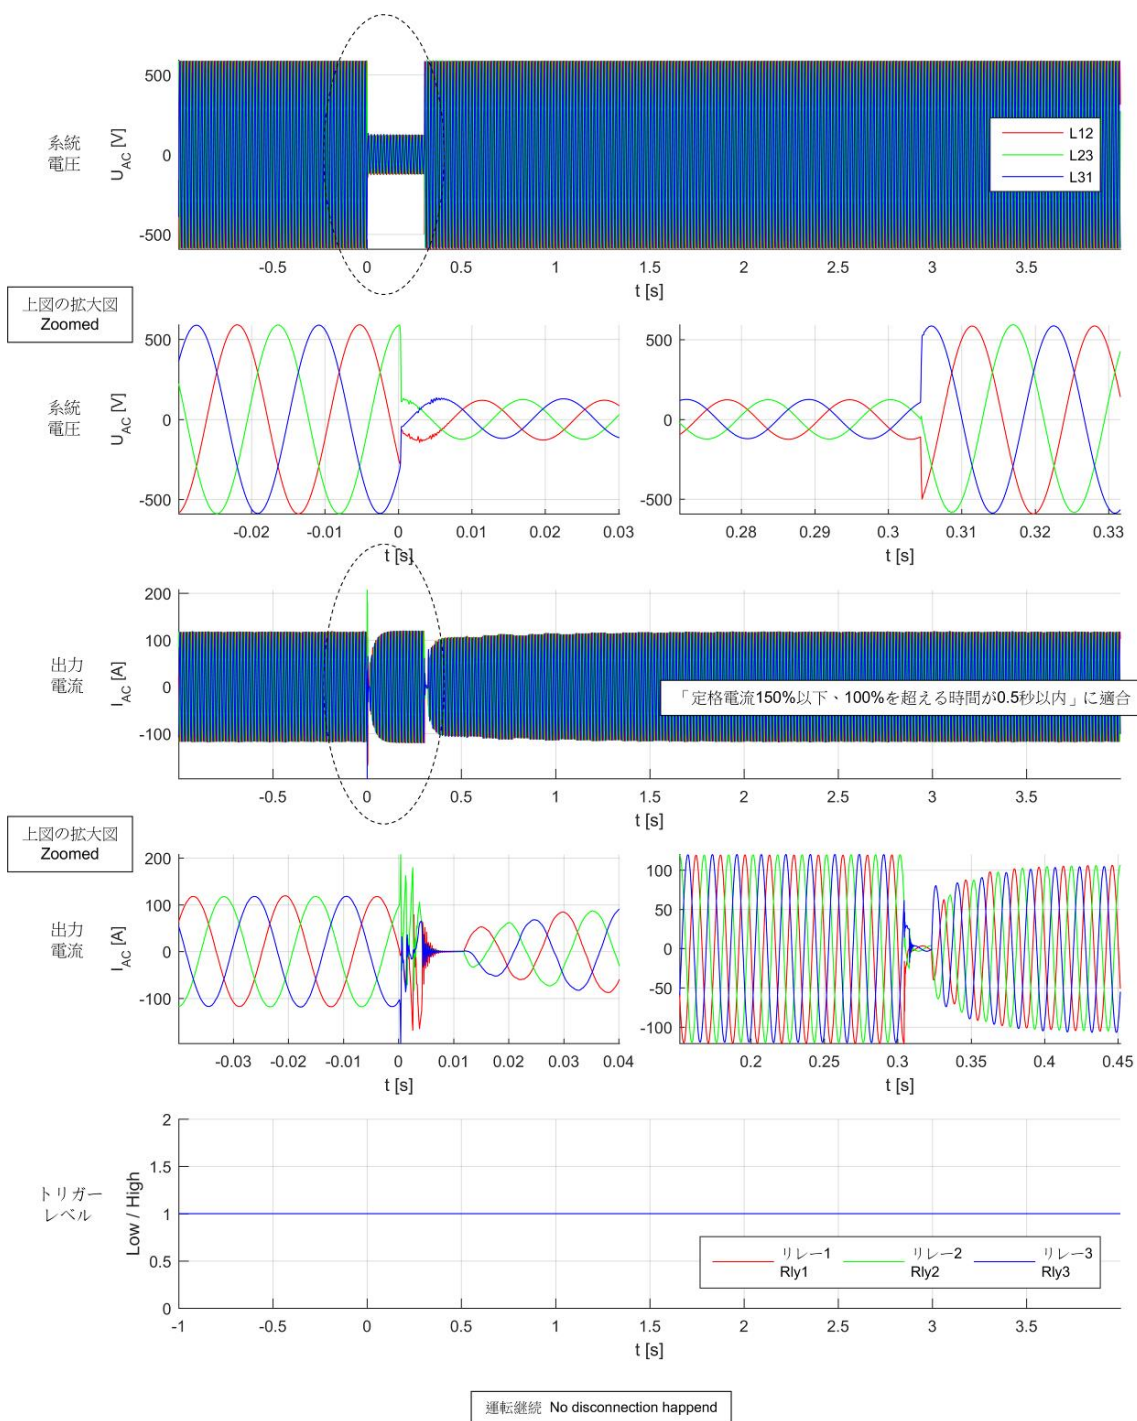 500
0
-500
系統
電圧
U_AC [V]
L12
L23
L31
-0.5 0 0.5 1 1.5 2 2.5 3 3.5
t [s]
上図の拡大図
Zoomed
500
0
-500
系統
電圧
U_AC [V]
-0.02 -0.01 0 0.01 0.02 0.03
t [s]
500
0
-500
0.28 0.29 0.3 0.31 0.32 0.33
t [s]
200
100
0
-100
出力
電流
I_AC [A]
「定格電流150%以下、100%を超える時間が0.5秒以内」に適合
-0.5 0 0.5 1 1.5 2 2.5 3 3.5
t [s]
上図の拡大図
Zoomed
200
100
0
-100
出力
電流
I_AC [A]
-0.03 -0.02 -0.01 0 0.01 0.02 0.03 0.04
t [s]
100
50
0
-50
-100
0.2 0.25 0.3 0.35 0.4 0.45
t [s]
2
1.5
1
0.5
0
トリガー
レベル
Low / High
リレー1 リレー2 リレー3
Rly1 Rly2 Rly3
-1 -0.5 0 0.5 1 1.5 2 2.5 3 3.5
t [s]
運転継続 No disconnection happend